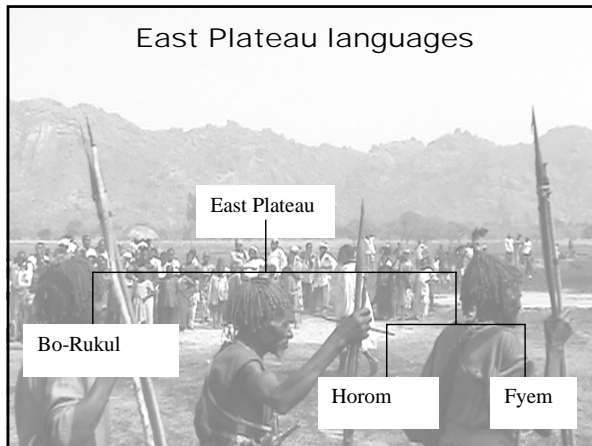 East Plateau languages
East Plateau
Bo-Rukul
Horom
Fyem